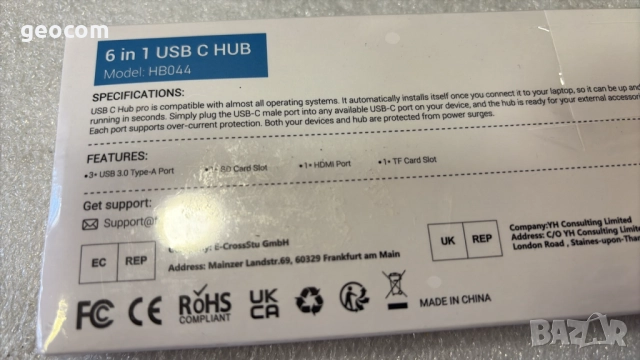 geocom
6 in 1 USB C HUB
Model: HB044
SPECIFICATIONS:
USB C Hub pro is compatible with almost all operating systems. It automatically installs itself once you connect it to your laptop, so it can be up and
running in seconds. Simply plug the USB-C male port into any available USB-C port on your device, and the hub is ready for your external accessori
Each port supports over-current protection. Both your devices and hub are protected from power surges.
FEATURES:
•3× USB 3.0 Type-A Port •1× SD Card Slot •1× HDMI Port •1× TF Card Slot
Get support:
Support@
EC REP
E-CrossStu GmbH
Address: Mainzer Landstr.69, 60329 Frankfurt am Main
UK REP
Company:YH Consulting Limited
Address: C/O YH Consulting Limite
London Road , Staines-upon-Tha
FC CE RoHS COMPLIANT UK CA MADE IN CHINA
BAZAR.BG